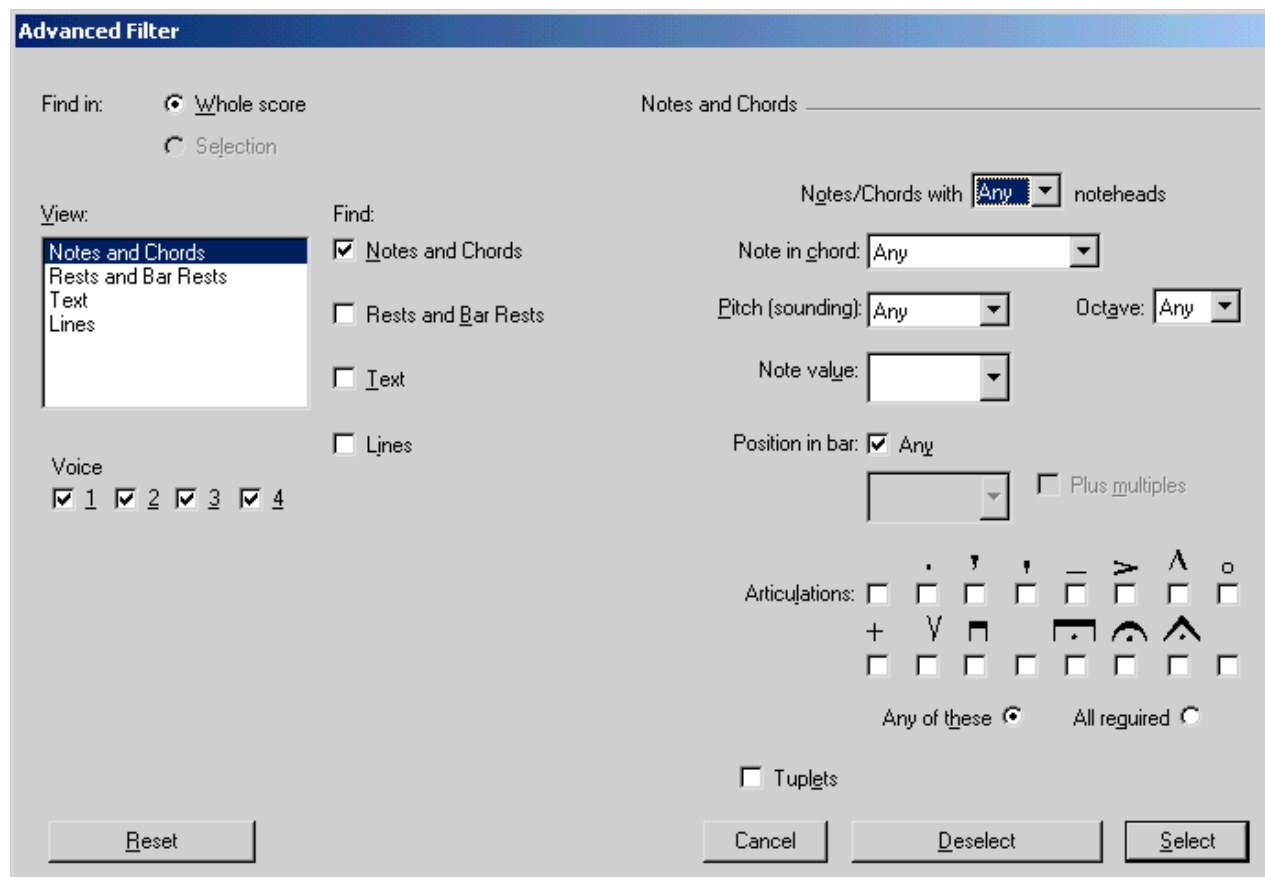 Advanced Filter
Find in:
Whole score
Selection
View:
Notes and Chords
Rests and Bar Rests
Text
Lines
Find:
Notes and Chords
Rests and Bar Rests
Text
Lines
Voice
1 2 3 4
Notes and Chords
Notes/Chords with Any noteheads
Note in chord: Any
Pitch (sounding): Any Octave: Any
Note value:
Position in bar: Any
Plus multiples
Articulations:
Any of these All required
Tuplets
Reset Cancel Deselect Select